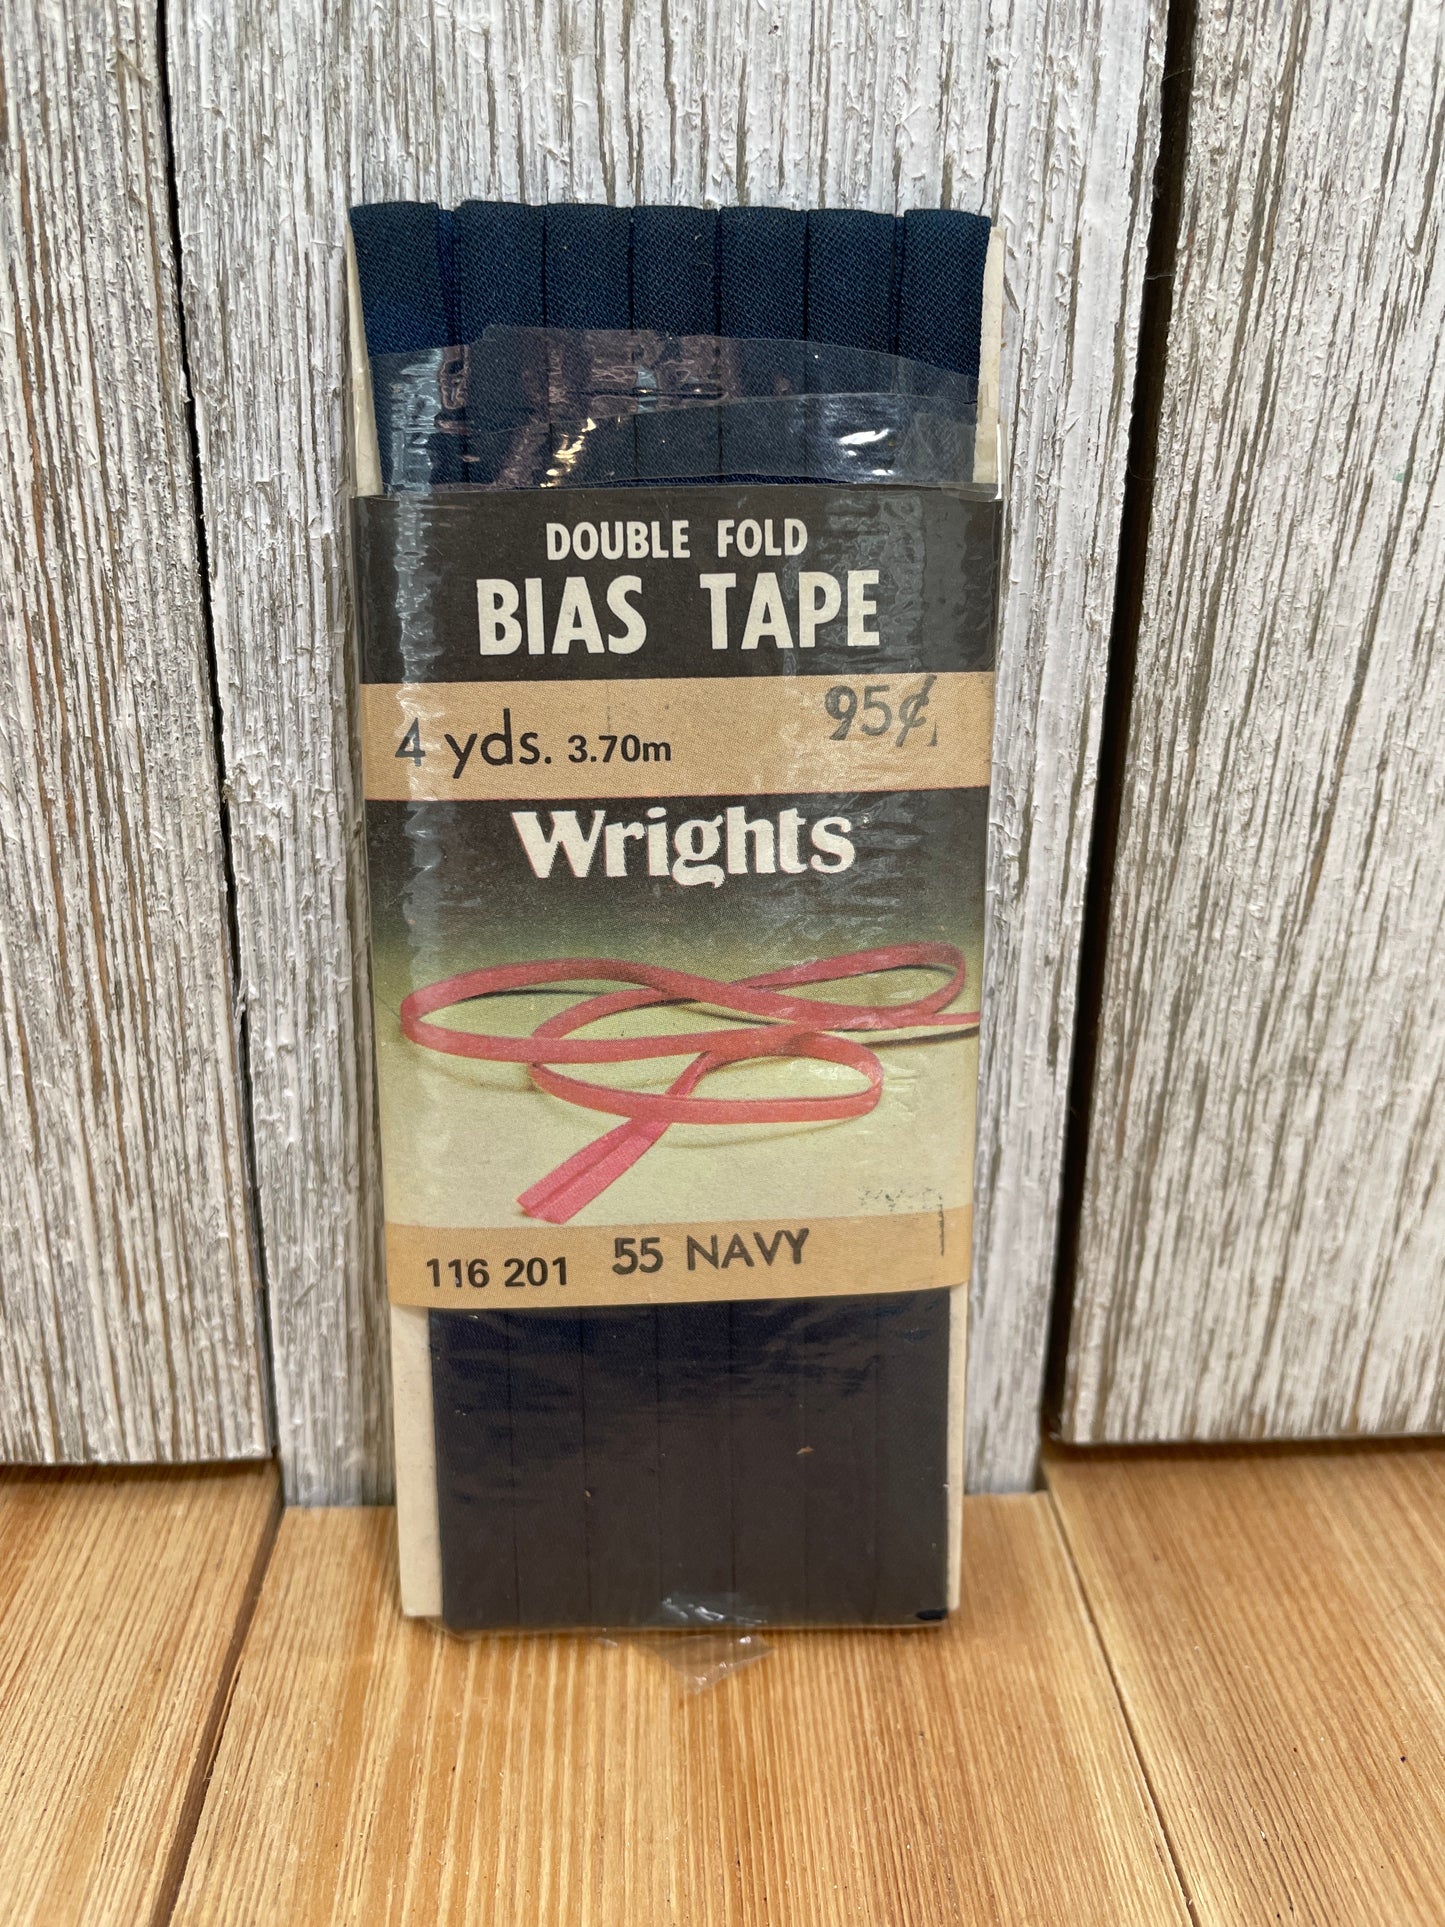 DOUBLE FOLD
BIAS TAPE
4 yds. 3.70m 95¢
Wrights
116 201 55 NAVY